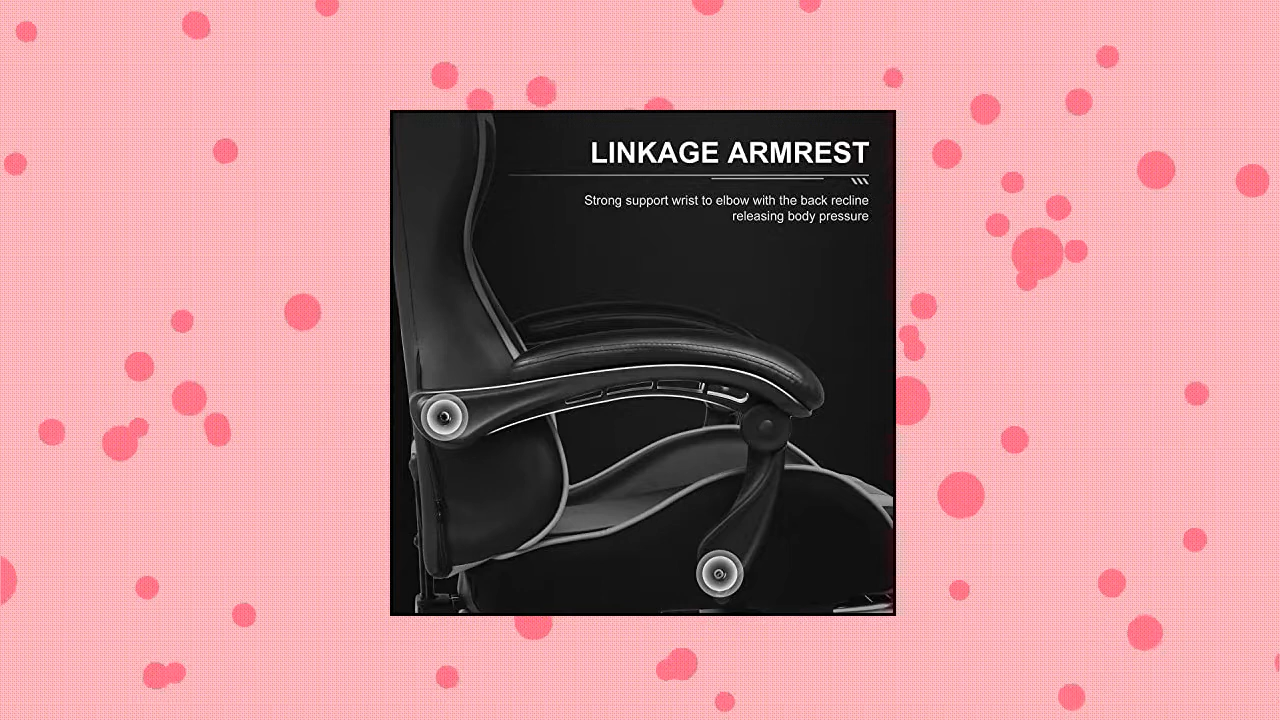 LINKAGE ARMREST
Strong support wrist to elbow with the back recline
releasing body pressure